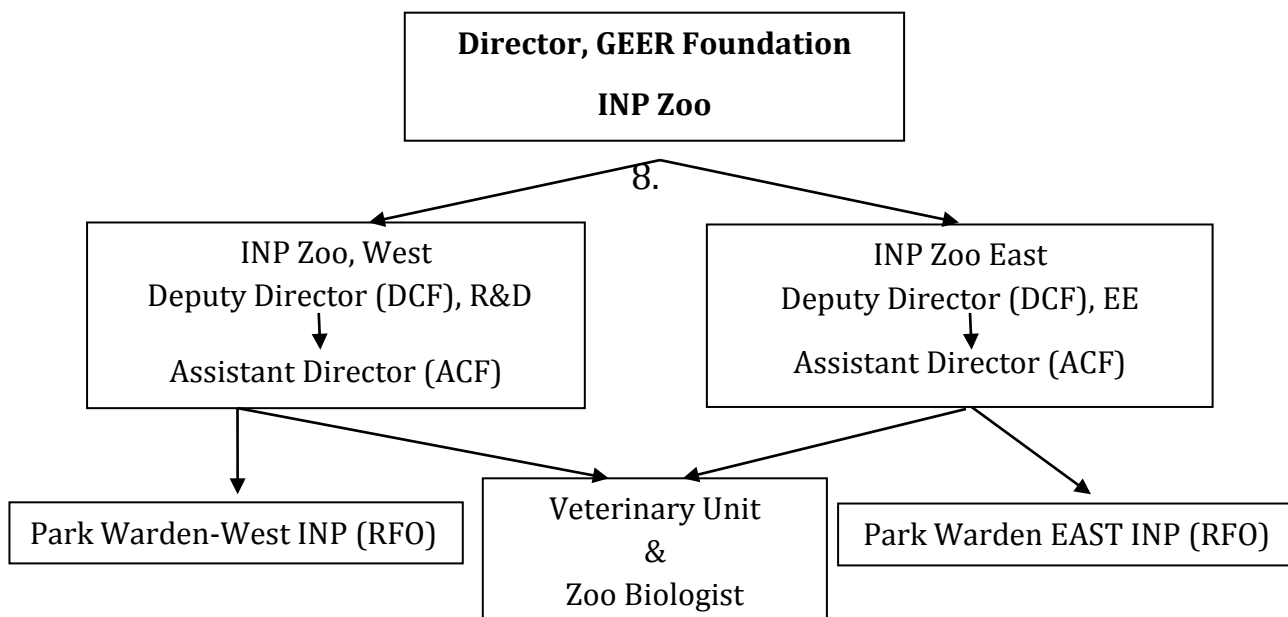 Director, GEER Foundation
INP Zoo
8.
INP Zoo, West
Deputy Director (DCF), R&D
Assistant Director (ACF)
INP Zoo East
Deputy Director (DCF), EE
Assistant Director (ACF)
Park Warden-West INP (RFO)
Veterinary Unit
&
Zoo Biologist
Park Warden EAST INP (RFO)